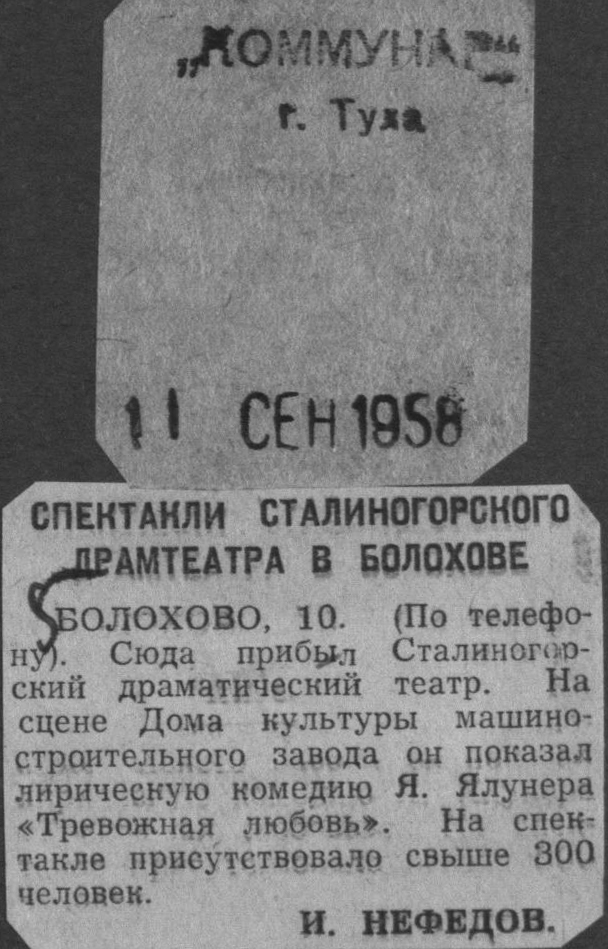 „КОММУНАР"
г. Тула
11 СЕН 1958
СПЕКТАКЛИ СТАЛИНОГОРСКОГО
ДРАМТЕАТРА В БОЛОХОВЕ
БОЛОХОВО, 10. (По телефо-
ну). Сюда прибыл Сталиногор-
ский драматический театр. На
сцене Дома культуры машино-
строительного завода он показал
лирическую комедию Я. Ялунера
«Тревожная любовь». На спек-
такле присутствовало свыше 300
человек.
И. НЕФЕДОВ.